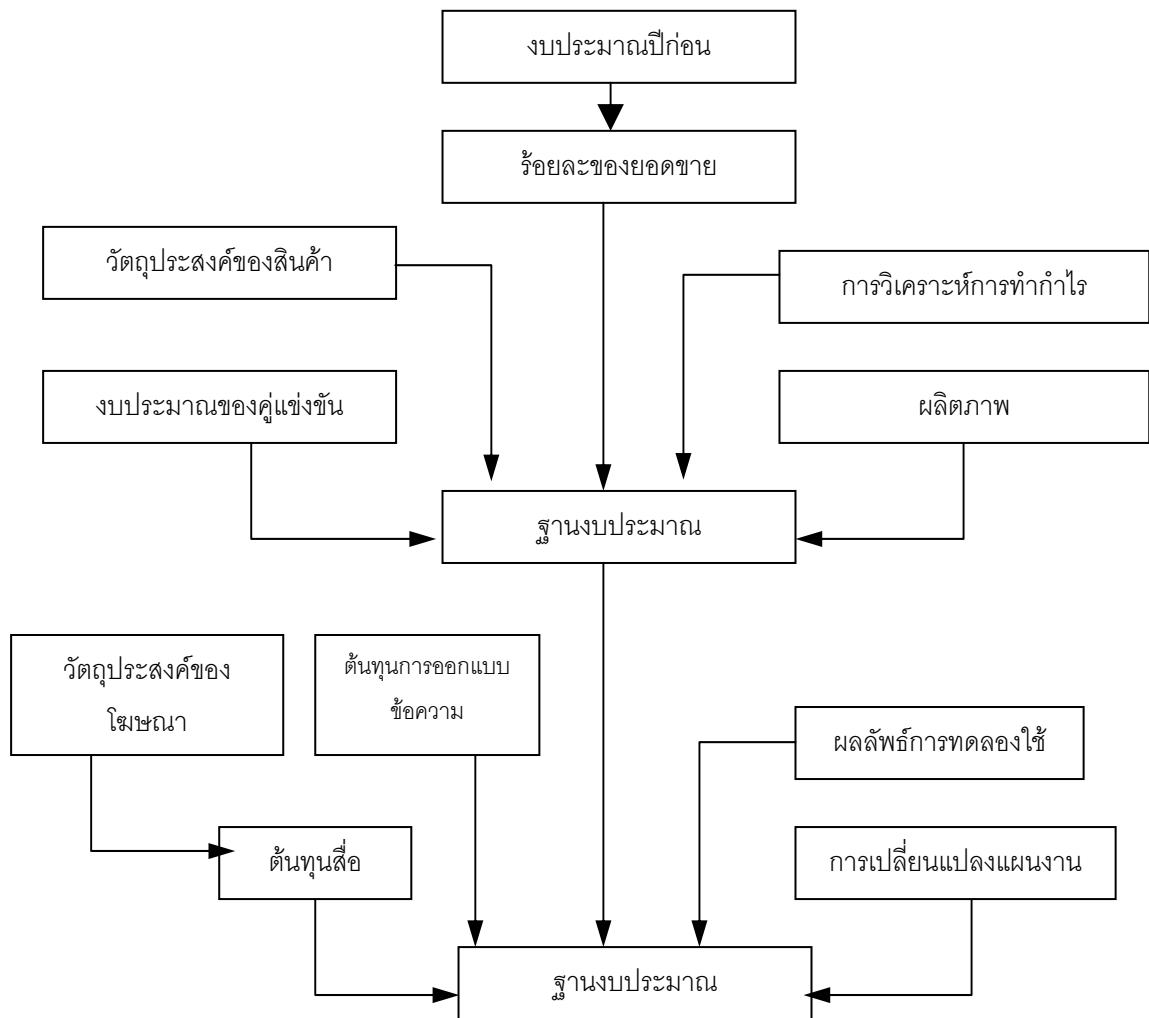 งบประมาณปีก่อน
ร้อยละของยอดขาย
วัตถุประสงค์ของสินค้า
การวิเคราะห์การทำกำไร
งบประมาณของคู่แข่งขัน
ผลิตภาพ
ฐานงบประมาณ
วัตถุประสงค์ของ
โฆษณา
ต้นทุนการออกแบบ
ข้อความ
ผลลัพธ์การทดลองใช้
ต้นทุนสื่อ
การเปลี่ยนแปลงแผนงาน
ฐานงบประมาณ